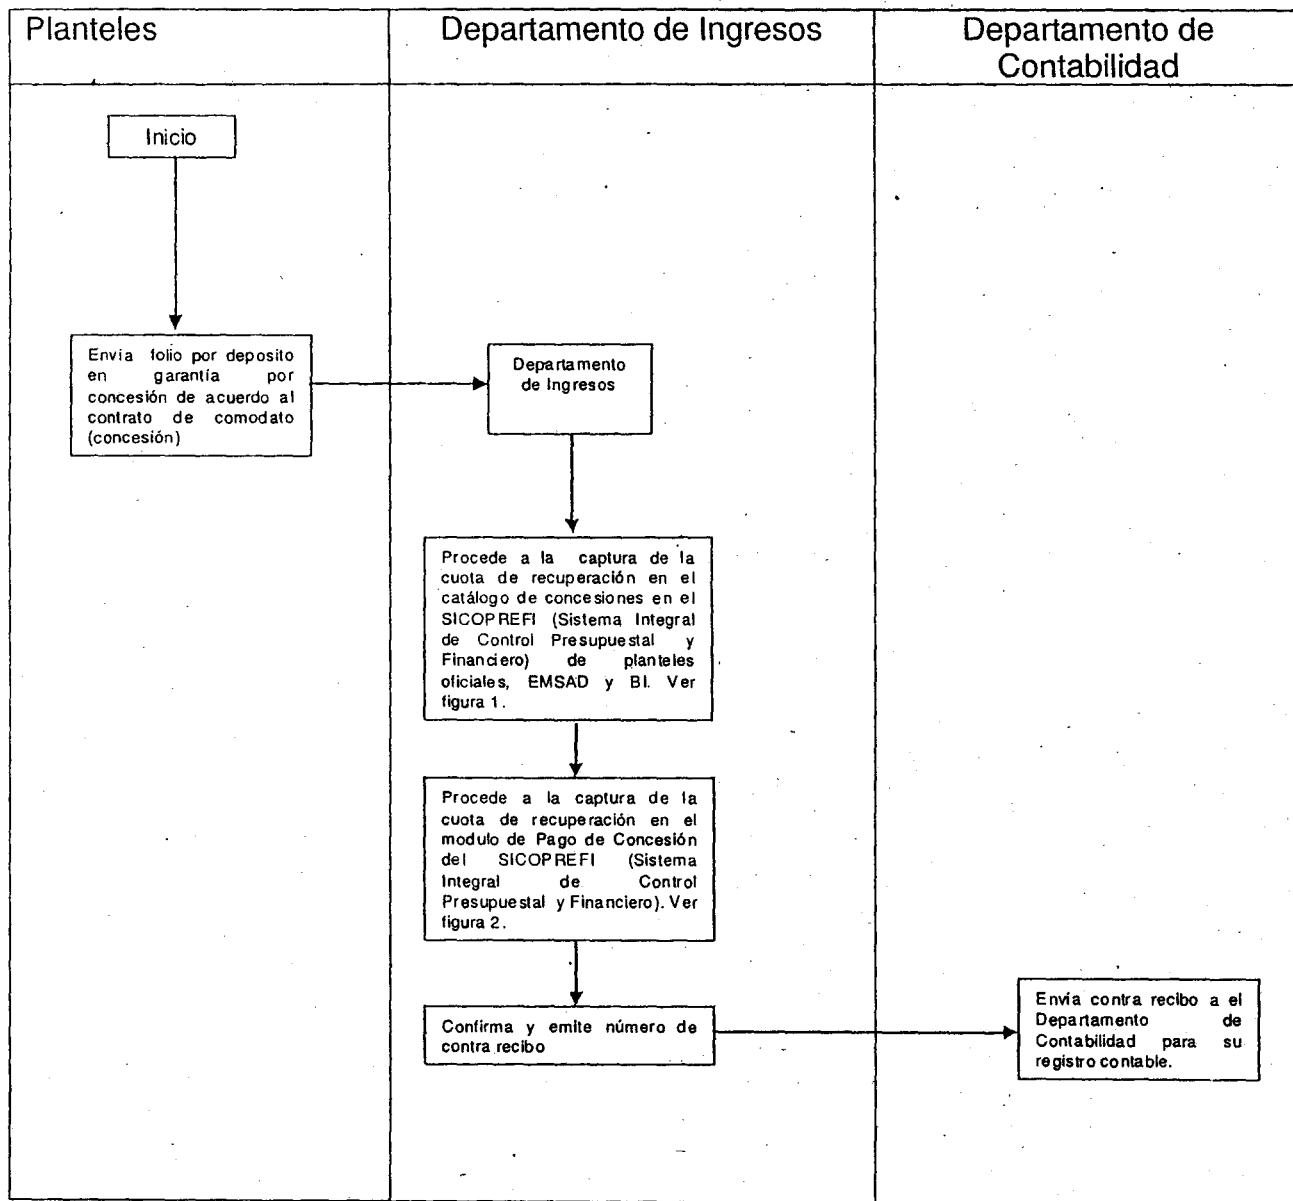 Planteles
Departamento de Ingresos
Departamento de
Contabilidad
Inicio
Envía folio por deposito
en garantía por
concesión de acuerdo al
contrato de comodato
(concesión)
Departamento
de Ingresos
Procede a la captura de la
cuota de recuperación en el
catálogo de concesiones en el
SICOPREFI (Sistema Integral
de Control Presupuestal y
Financiero) de planteles
oficiales, EMSAD y BI. Ver
figura 1.
Procede a la captura de la
cuota de recuperación en el
modulo de Pago de Concesión
del SICOPREFI (Sistema
Integral de Control
Presupuestal y Financiero). Ver
figura 2.
Confirma y emite número de
contra recibo
Envía contra recibo a el
Departamento de
Contabilidad para su
registro contable.